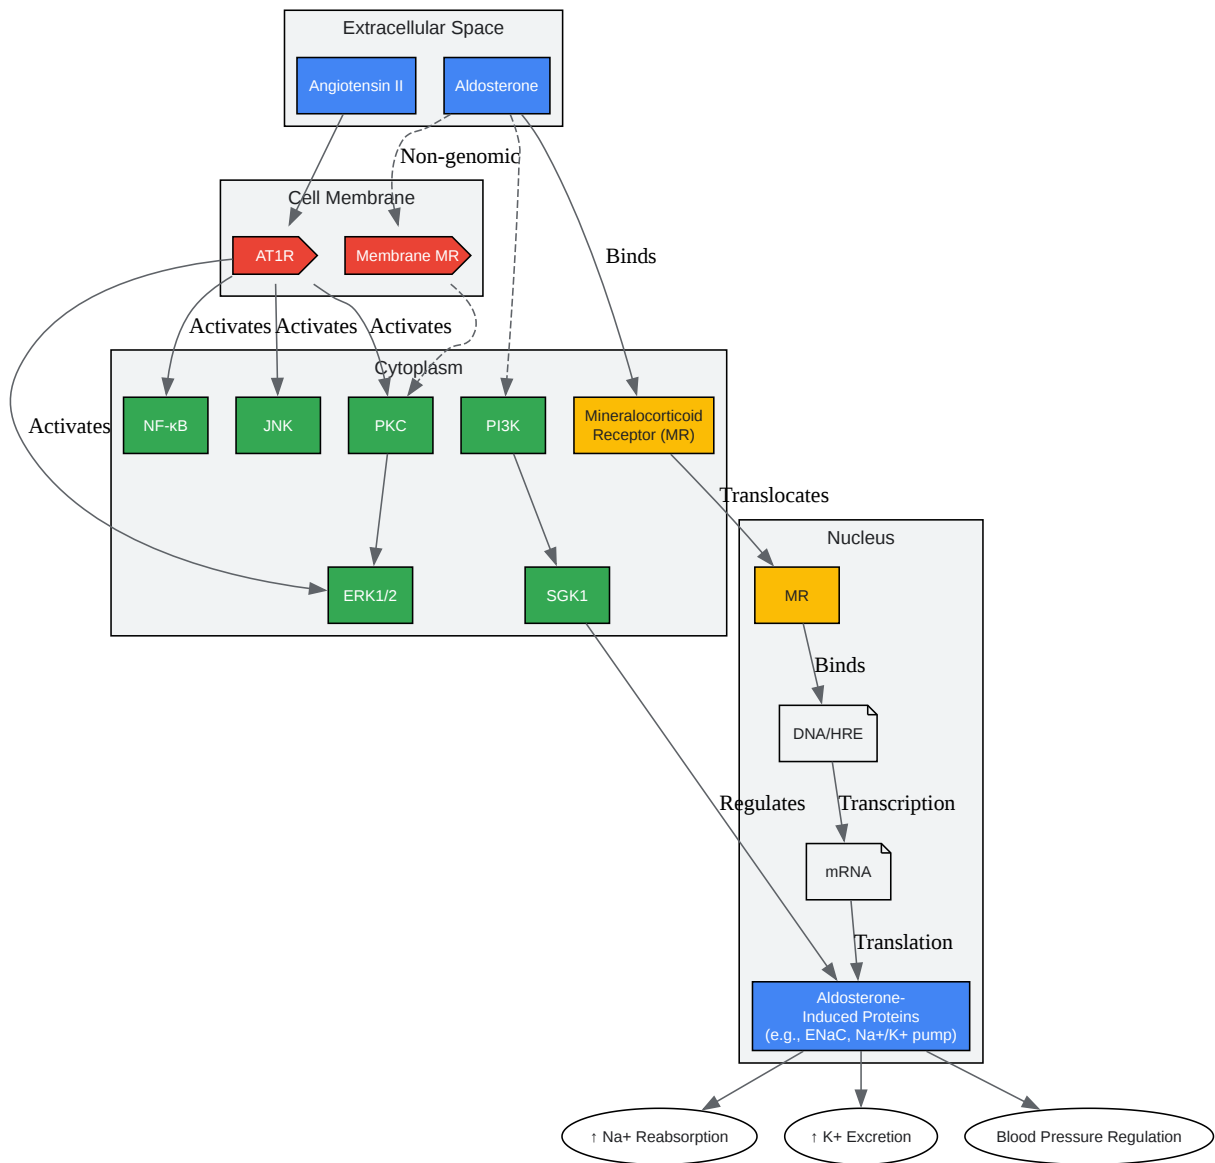 Extracellular Space
Angiotensin II
Aldosterone
Non-genomic
Cell Membrane
AT1R
Membrane MR
Binds
Activates
Activates
Activates
Cytoplasm
Activates
NF-κB
JNK
PKC
PI3K
Mineralocorticoid
Receptor (MR)
Translocates
Nucleus
ERK1/2
SGK1
MR
Binds
DNA/HRE
Regulates
Transcription
mRNA
Translation
Aldosterone-
Induced Proteins
(e.g., ENaC, Na+/K+ pump)
↑ Na+ Reabsorption
↑ K+ Excretion
Blood Pressure Regulation